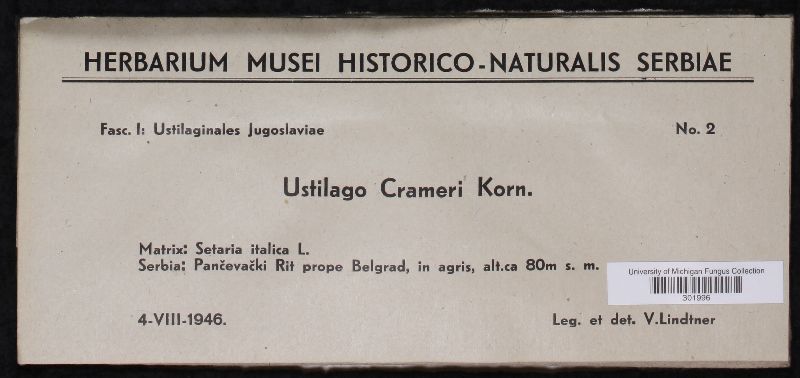 HERBARIUM MUSEI HISTORICO-NATURALIS SERBIAE
Fasc. I: Ustilaginales Jugoslaviae No. 2
Ustilago Crameri Korn.
Matrix: Setaria italica L.
Serbia: Pančevački Rit prope Belgrad, in agris, alt.ca 80m s. m.
University of Michigan Fungus Collection
301996
4-VIII-1946. Leg. et det. V.Lindtner